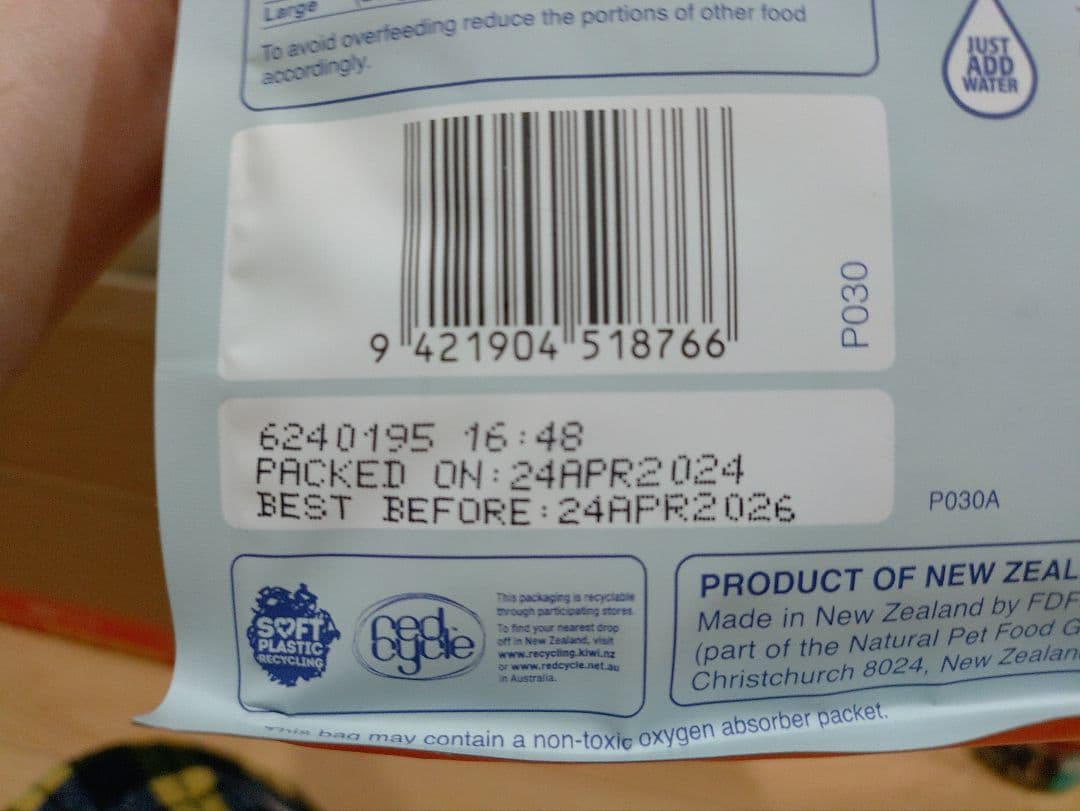 Large
To avoid overfeeding reduce the portions of other food
accordingly.
JUST
ADD
WATER
9 421904 518766
P030
6240195 16:48
PACKED ON:24APR2024
BEST BEFORE:24APR2026
P030A
SOFT
PLASTIC
RECYCLING
red
cycle
This packaging is recyclable
through participating stores.
To find your nearest drop
off in New Zealand, visit
www.recycling.kiwi.nz
or www.redcycle.net.au
in Australia.
PRODUCT OF NEW ZEAL
Made in New Zealand by FDF
(part of the Natural Pet Food G
Christchurch 8024, New Zealan
This bag may contain a non-toxic oxygen absorber packet.